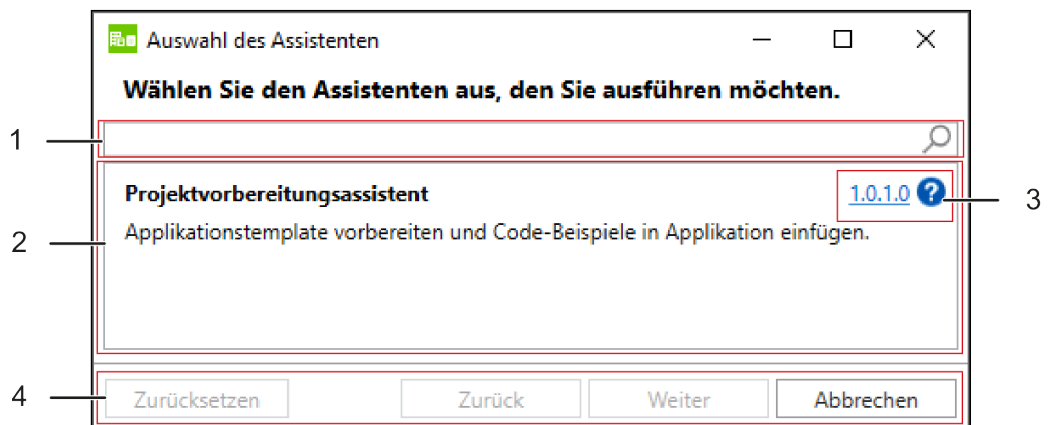 Auswahl des Assistenten
Wählen Sie den Assistenten aus, den Sie ausführen möchten.
1
Projektvorbereitungsassistent 1.0.1.0 ?
3
2
Applikationstemplate vorbereiten und Code-Beispiele in Applikation einfügen.
4
Zurücksetzen Zurück Weiter Abbrechen